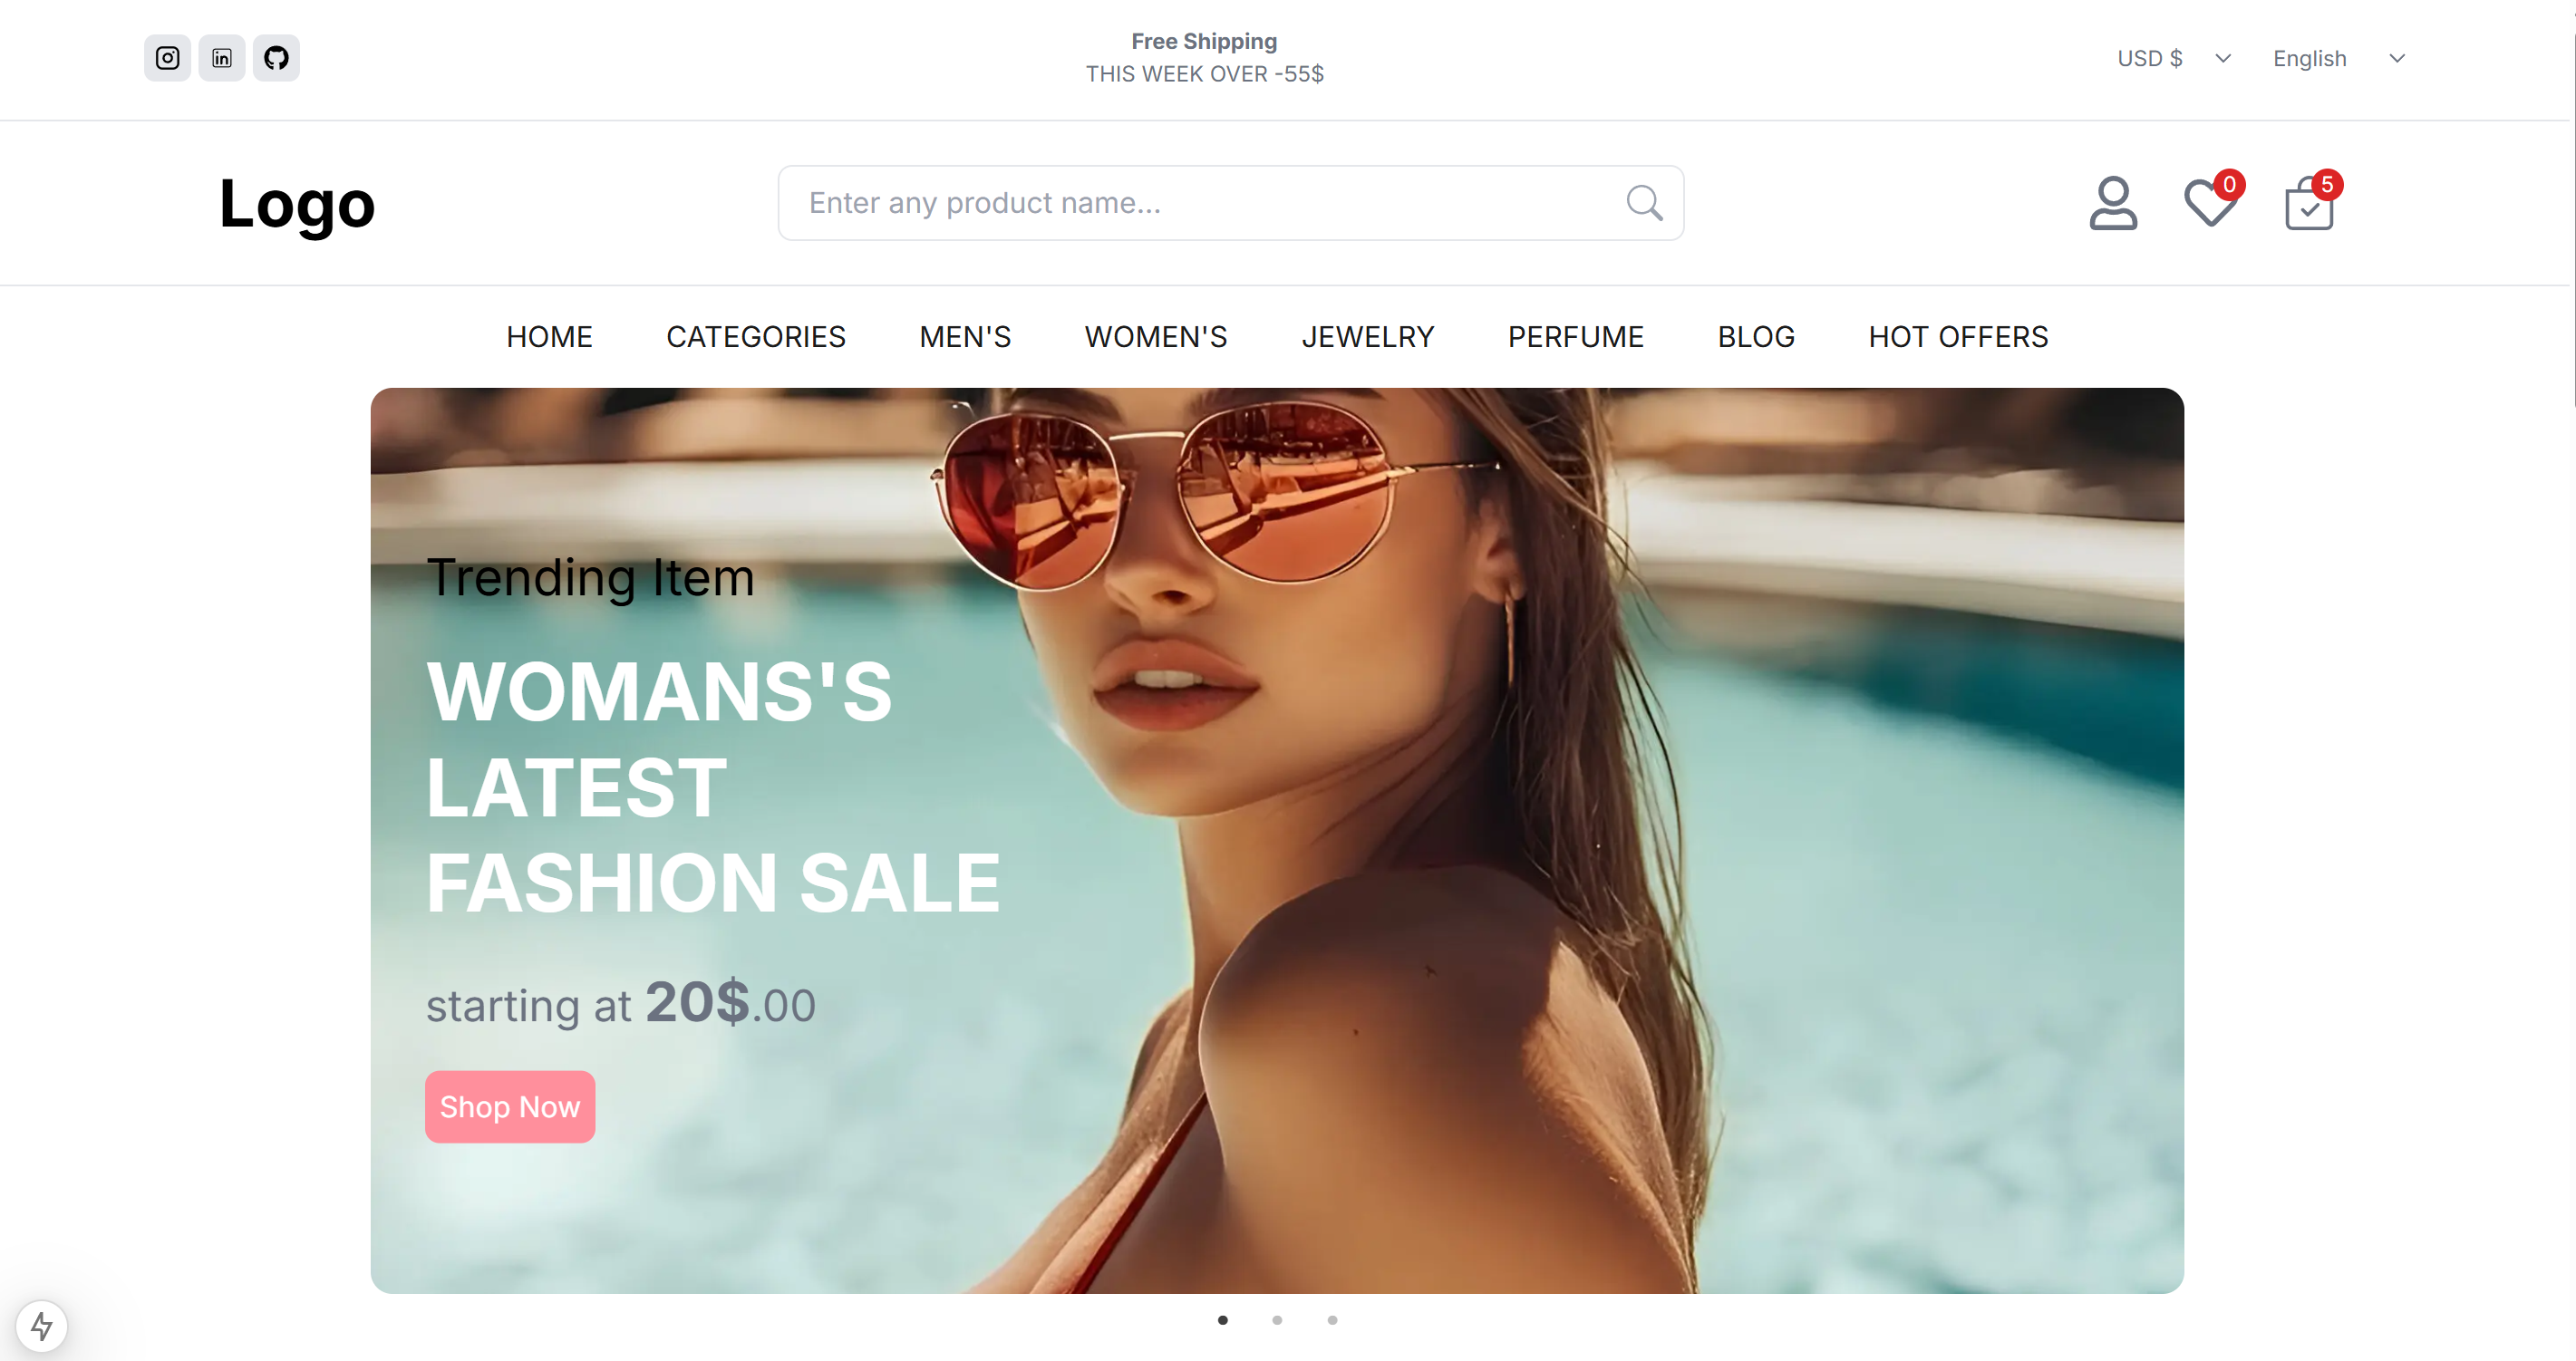 Free Shipping
THIS WEEK OVER -55$
USD $
English
Logo
Enter any product name...
0
5
HOME
CATEGORIES
MEN'S
WOMEN'S
JEWELRY
PERFUME
BLOG
HOT OFFERS
Trending Item
WOMANS'S
LATEST
FASHION SALE
starting at 20$.00
Shop Now